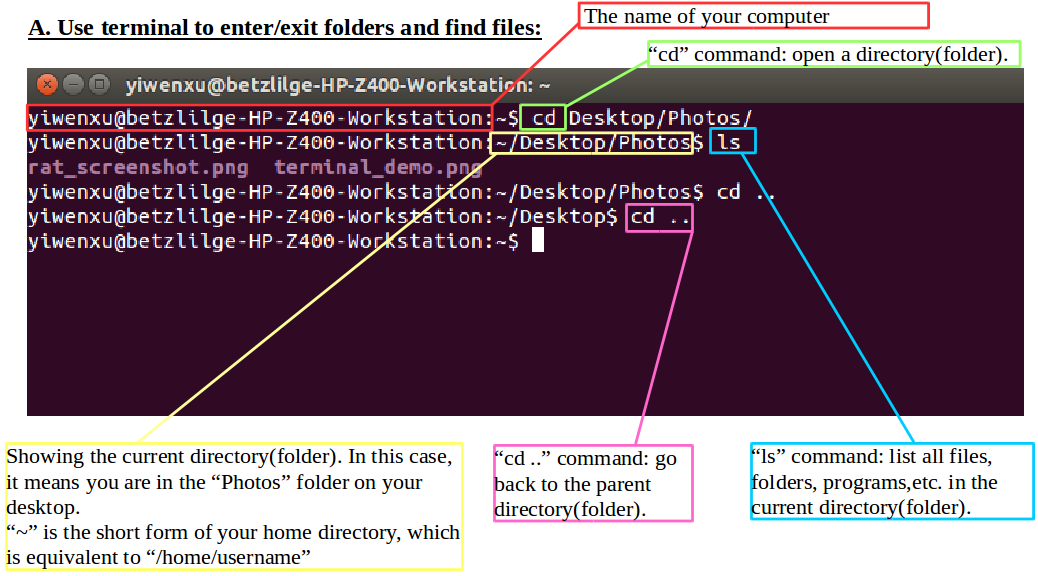 The name of your computer
A. Use terminal to enter/exit folders and find files:
“cd” command: open a directory(folder).
yiwenxu@betzlilge-HP-Z400-Workstation: ~
yiwenxu@betzlilge-HP-Z400-Workstation:~$ cd Desktop/Photos/
yiwenxu@betzlilge-HP-Z400-Workstation:~/Desktop/Photos$ ls
rat_screenshot.png terminal_demo.png
yiwenxu@betzlilge-HP-Z400-Workstation:~/Desktop/Photos$ cd ..
yiwenxu@betzlilge-HP-Z400-Workstation:~/Desktop$ cd ..
yiwenxu@betzlilge-HP-Z400-Workstation:~$
Showing the current directory(folder). In this case,
it means you are in the “Photos” folder on your
desktop.
“~” is the short form of your home directory, which
is equivalent to “/home/username”
“cd ..” command: go
back to the parent
directory(folder).
“ls” command: list all files,
folders, programs,etc. in the
current directory(folder).